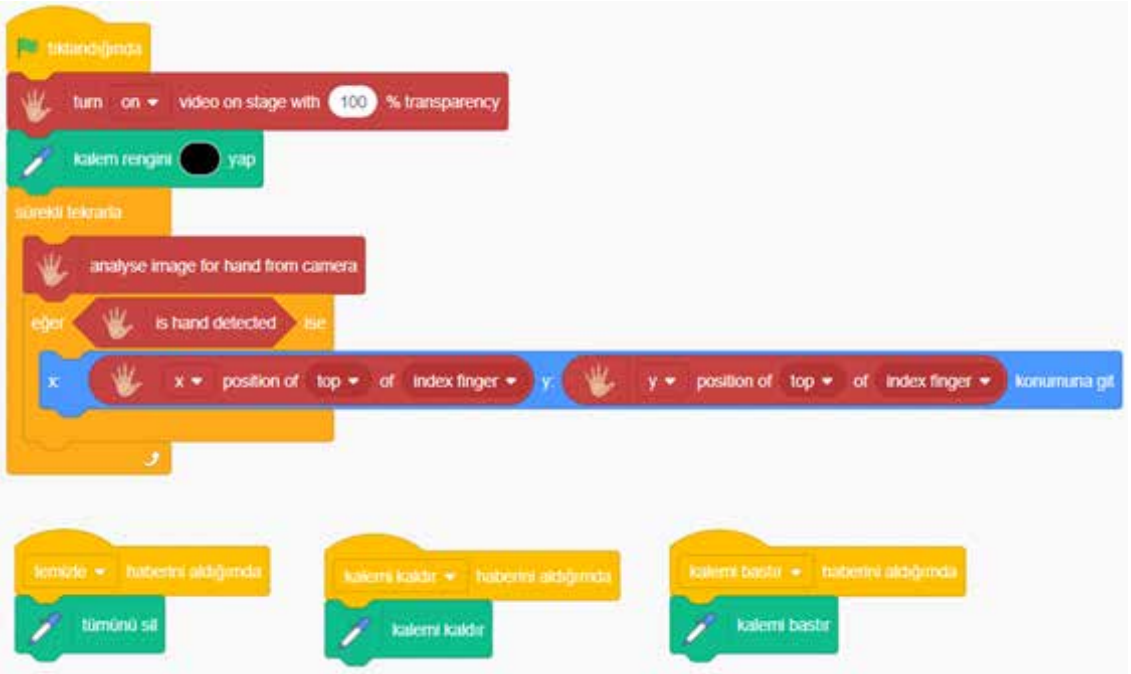 tıklandığında
turn on video on stage with 100 % transparency
kalem rengini yap
sürekli tekrarla
analyse image for hand from camera
eğer is hand detected ise
x: x position of top of index finger y: y position of top of index finger konumuna git
temizle haberini aldığımda
tümünü sil
kalemi kaldır haberini aldığımda
kalemi kaldır
kalemi bastır haberini aldığımda
kalemi bastır